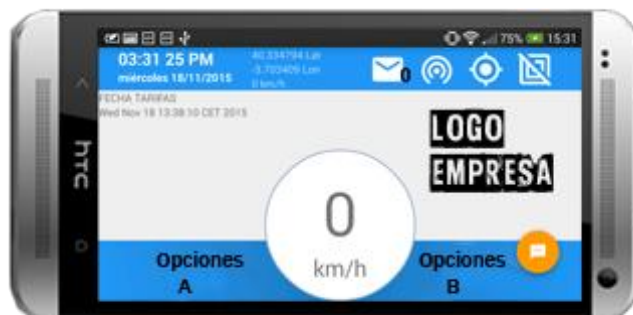 75% 15:31
03:31 25 PM
miércoles 18/11/2015
40.334794 Lat
-3.703409 Lon
0 km/h
0
FECHA TARIFAS
Wed Nov 18 13:38:10 CET 2015
LOGO
EMPRESA
0
km/h
Opciones
A
Opciones
B
hTC